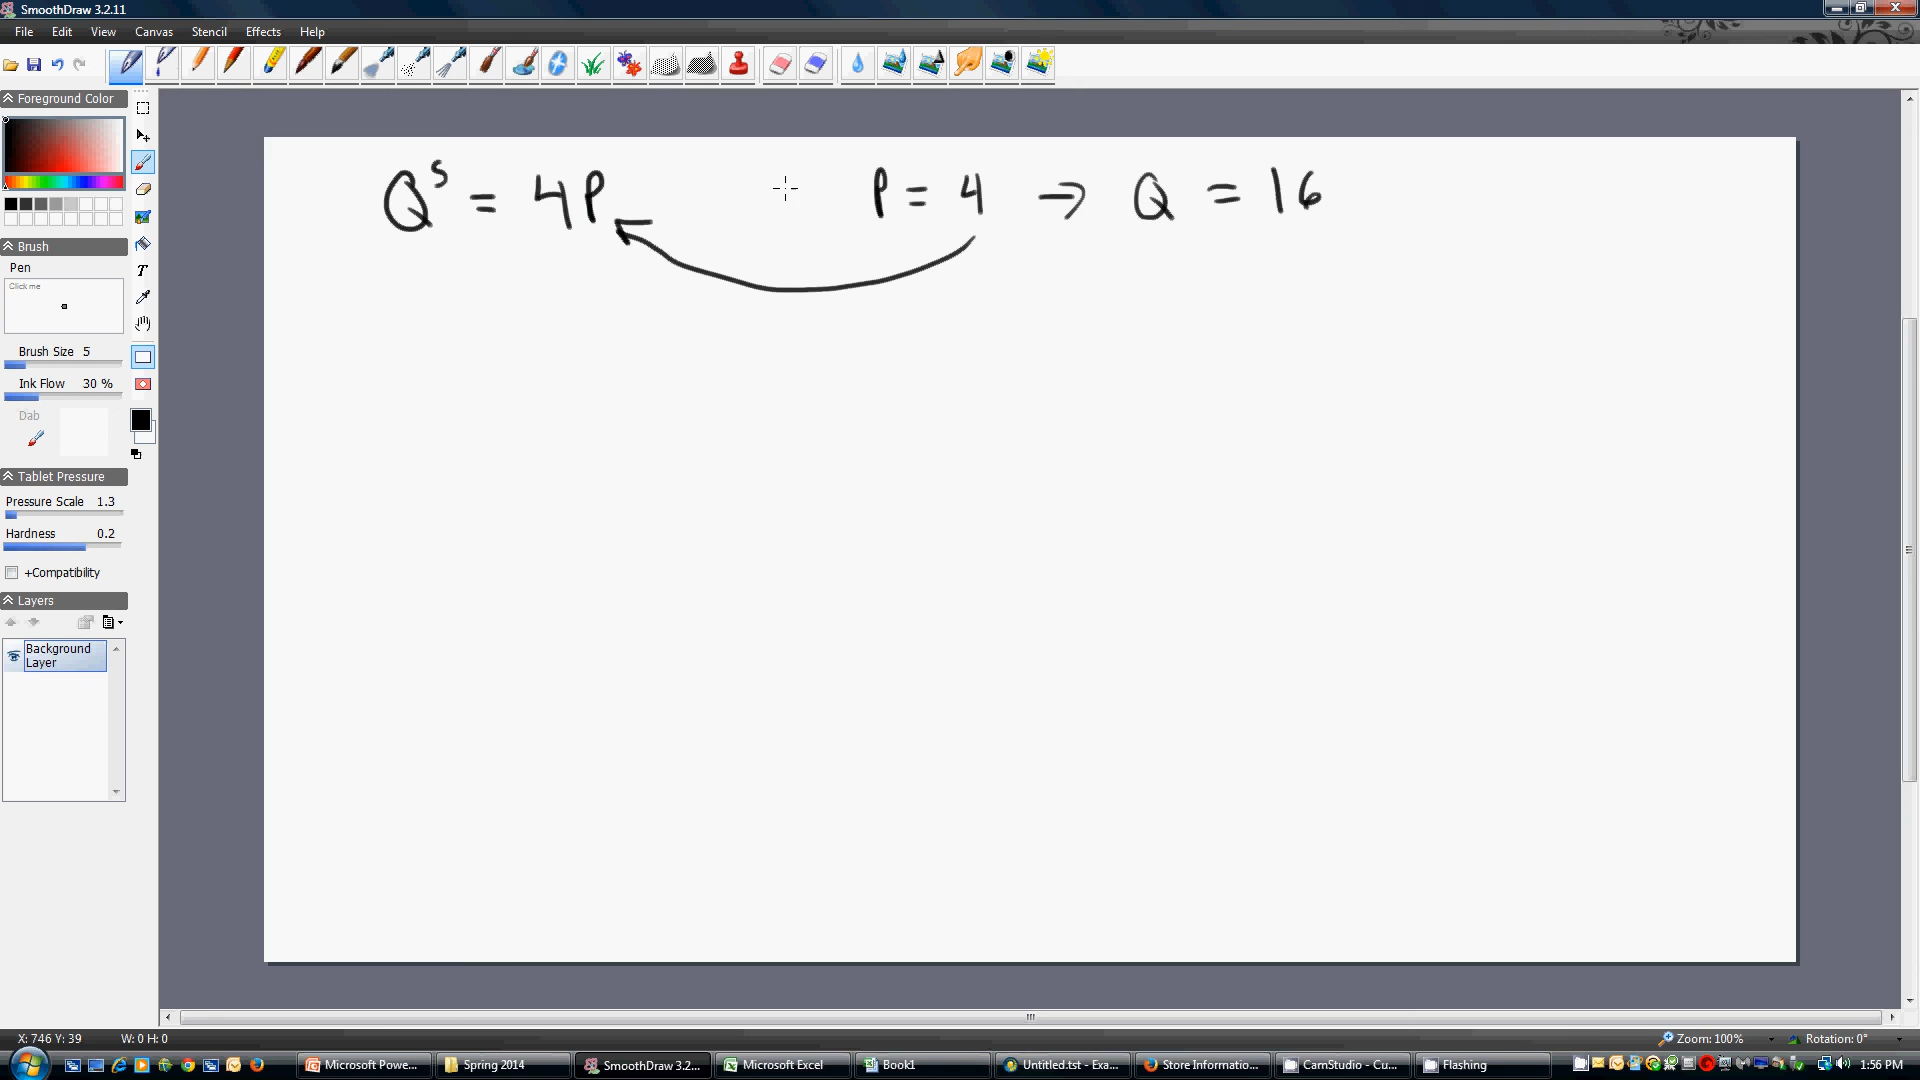 SmoothDraw 3.2.11
File Edit View Canvas Stencil Effects Help
Foreground Color
Brush
Pen
Click me
Brush Size 5
Ink Flow 30 %
Dab
Tablet Pressure
Pressure Scale 1.3
Hardness 0.2
+Compatibility
Layers
Background
Layer
Qˢ = 4P P = 4 → Q = 16
X: 746 Y: 39 W: 0 H: 0 Zoom: 100% Rotation: 0°
Microsoft Powe... Spring 2014 SmoothDraw 3.2... Microsoft Excel Book1 Untitled.tst - Exa... Store Informatio... CamStudio - Cu... Flashing 1:56 PM